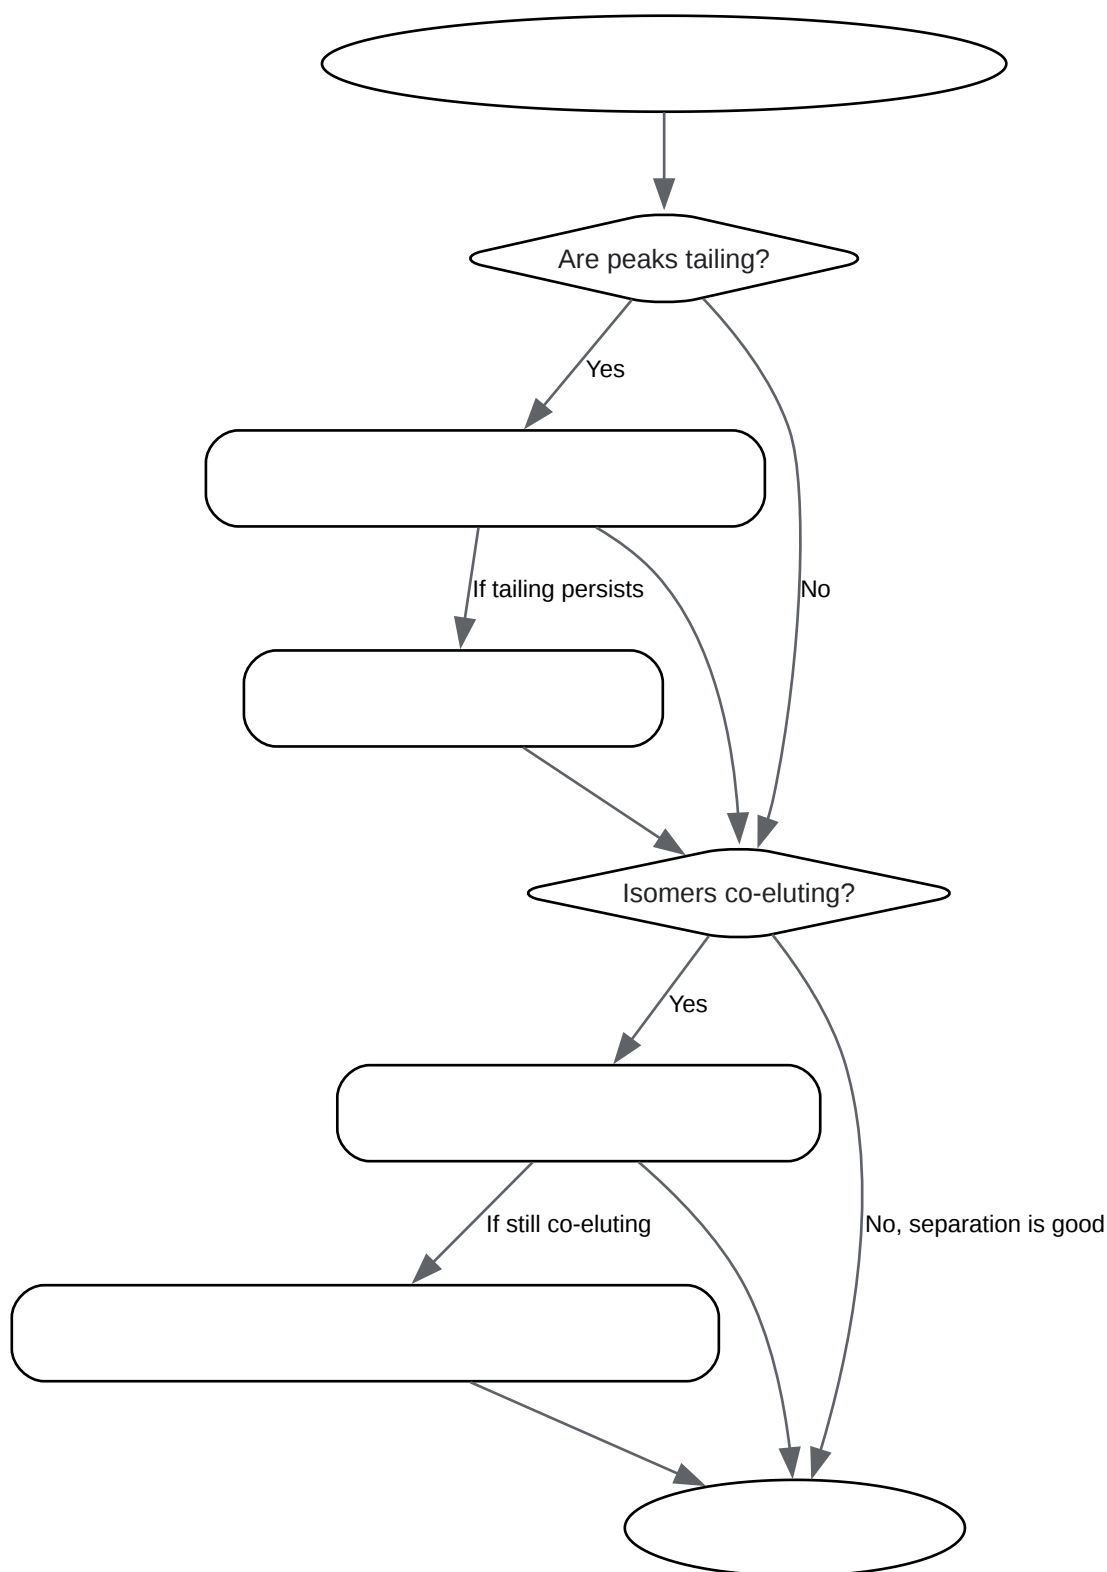 Are peaks tailing?
Yes
If tailing persists
No
Isomers co-eluting?
Yes
If still co-eluting
No, separation is good